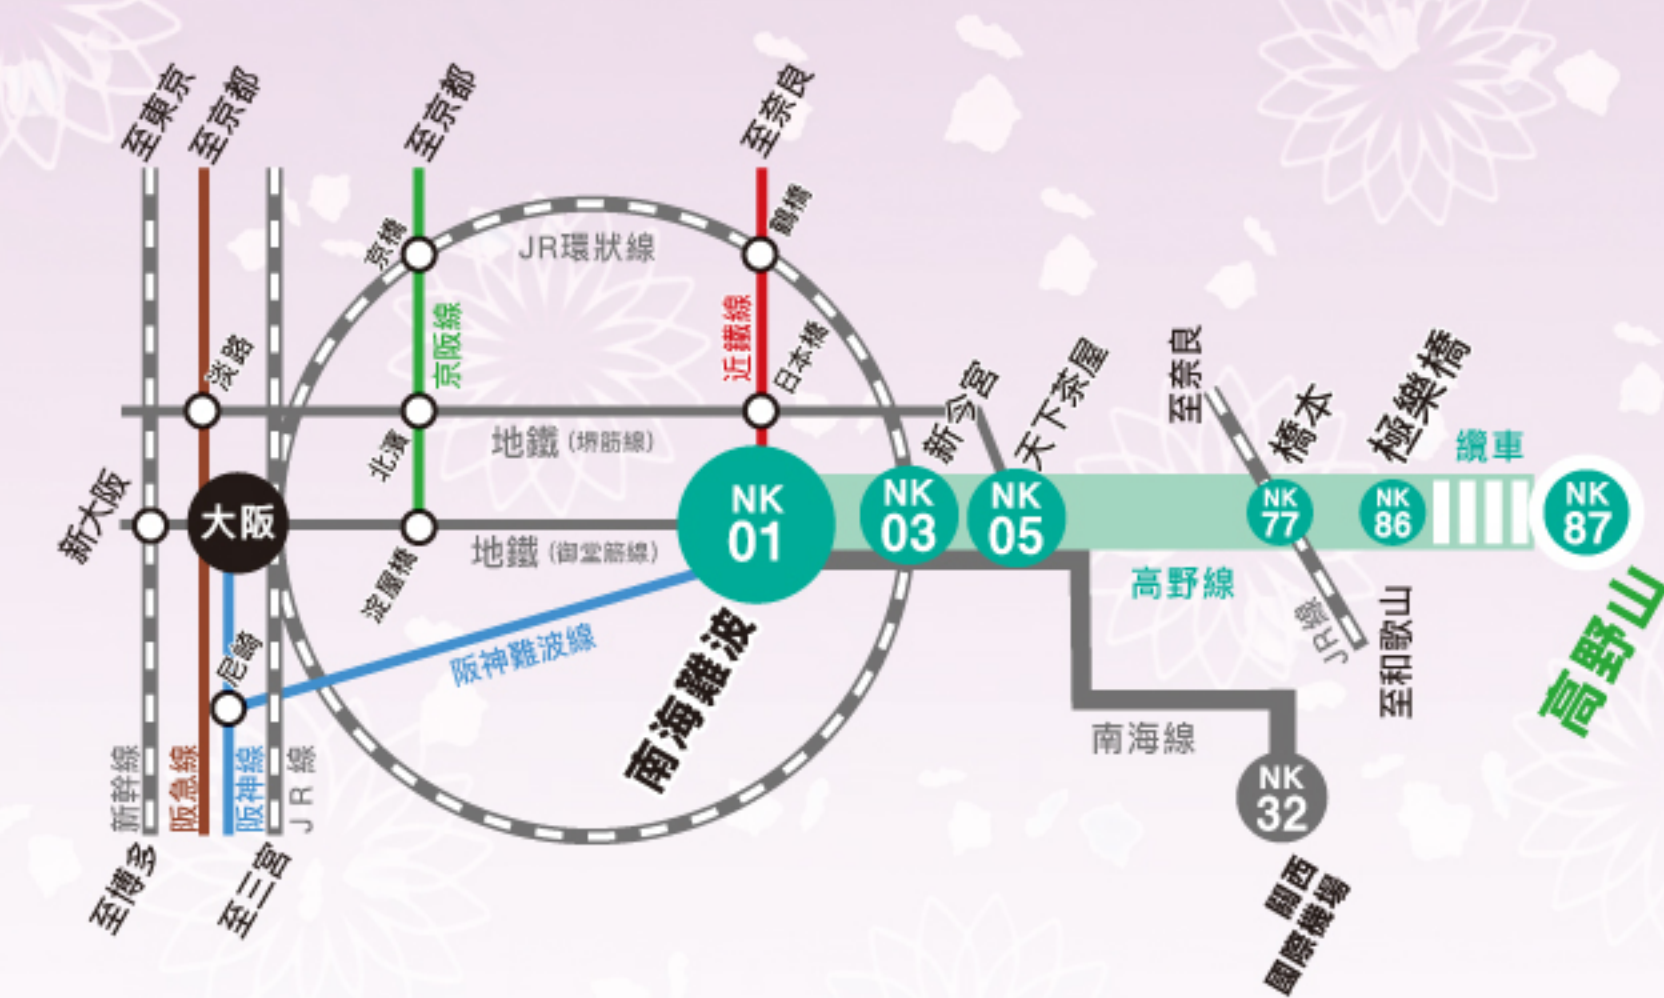 至東京
至京都
至京都
至奈良
京橋
鶴橋
JR環狀線
淡路
京阪線
近鐵線
日本橋
新今宮
天下茶屋
至奈良
橋本
極樂橋
纜車
北濱
地鐵 (堺筋線)
新大阪
大阪
淀屋橋
地鐵 (御堂筋線)
NK
01
NK
03
NK
05
NK
77
NK
86
NK
87
高野線
高野山
JR線
至和歌山
尼崎
阪神難波線
南海難波
南海線
NK
32
關西
國際機場
新幹線
阪急線
阪神線
JR線
至博多
至三宮